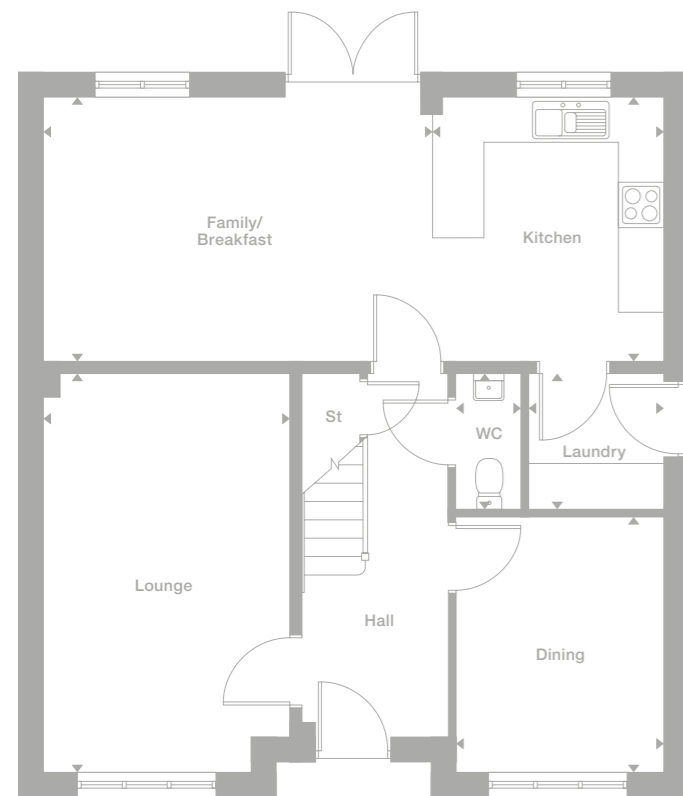 Family/
Breakfast
Kitchen
St
WC
Laundry
Lounge
Hall
Dining